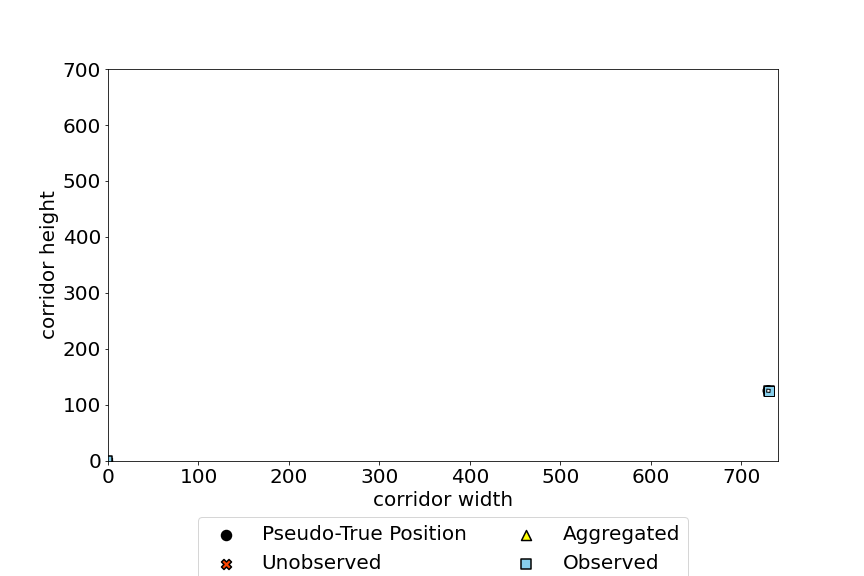 700
600
500
400
300
200
100
0
corridor height
0 100 200 300 400 500 600 700
corridor width
Pseudo-True Position Aggregated
Unobserved Observed